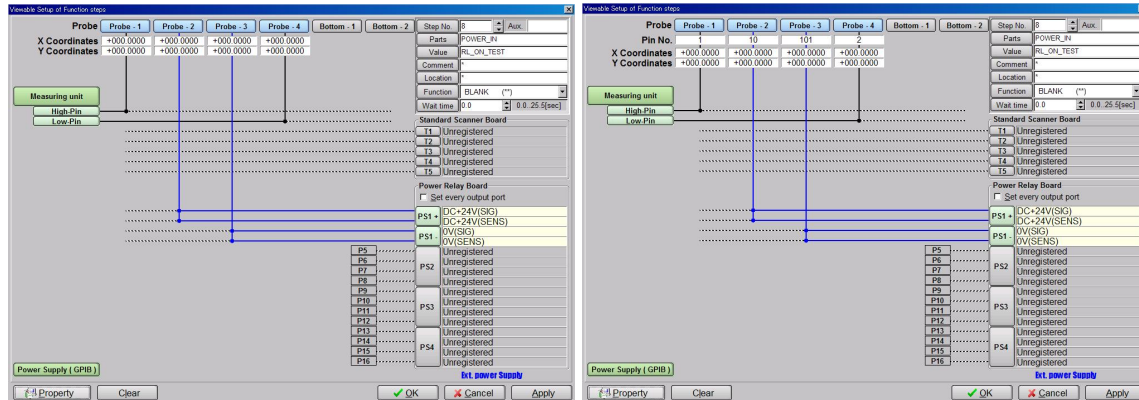 Viewable Setup of Function steps
Probe Probe - 1 Probe - 2 Probe - 3 Probe - 4 Bottom - 1 Bottom - 2
X Coordinates +000.0000 +000.0000 +000.0000 +000.0000
Y Coordinates +000.0000 +000.0000 +000.0000 +000.0000
Measuring unit
High-Pin
Low-Pin
Power Supply ( GPIB )
Step No. 8 Aux.
Parts POWER_IN
Value RL_ON_TEST
Comment *
Location *
Function BLANK (**)
Wait time 0.0 0.0..25.5[sec]
Standard Scanner Board
T1 Unregistered
T2 Unregistered
T3 Unregistered
T4 Unregistered
T5 Unregistered
Power Relay Board
Set every output port
PS1 + DC+24V(SIG)
DC+24V(SENS)
PS1 - 0V(SIG)
0V(SENS)
PS2
P5 Unregistered
P6 Unregistered
P7 Unregistered
P8 Unregistered
PS3
P9 Unregistered
P10 Unregistered
P11 Unregistered
P12 Unregistered
PS4
P13 Unregistered
P14 Unregistered
P15 Unregistered
P16 Unregistered
Ext. power Supply
Property Clear OK Cancel Apply
Viewable Setup of Function steps
Probe Probe - 1 Probe - 2 Probe - 3 Probe - 4 Bottom - 1 Bottom - 2
Pin No. 1 10 101 2
X Coordinates +000.0000 +000.0000 +000.0000 +000.0000
Y Coordinates +000.0000 +000.0000 +000.0000 +000.0000
Measuring unit
High-Pin
Low-Pin
Power Supply ( GPIB )
Step No. 8 Aux.
Parts POWER_IN
Value RL_ON_TEST
Comment *
Location *
Function BLANK (**)
Wait time 0.0 0.0..25.5[sec]
Standard Scanner Board
T1 Unregistered
T2 Unregistered
T3 Unregistered
T4 Unregistered
T5 Unregistered
Power Relay Board
Set every output port
PS1 + DC+24V(SIG)
DC+24V(SENS)
PS1 - 0V(SIG)
0V(SENS)
PS2
P5 Unregistered
P6 Unregistered
P7 Unregistered
P8 Unregistered
PS3
P9 Unregistered
P10 Unregistered
P11 Unregistered
P12 Unregistered
PS4
P13 Unregistered
P14 Unregistered
P15 Unregistered
P16 Unregistered
Ext. power Supply
Property Clear OK Cancel Apply